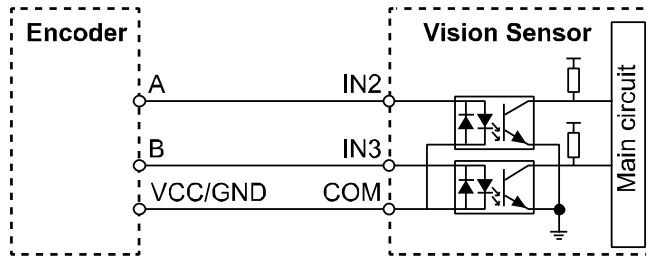 Encoder
Vision Sensor
A
IN2
B
IN3
VCC/GND
COM
Main circuit